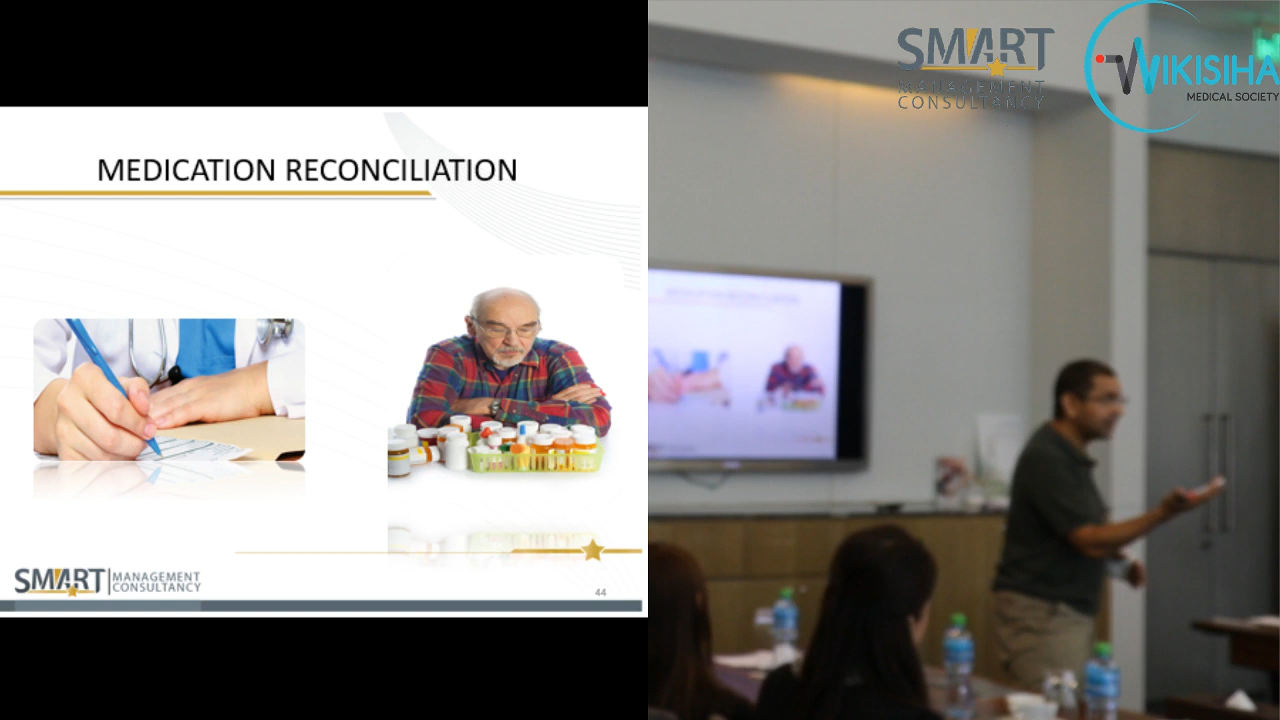 MEDICATION RECONCILIATION
SMART
MANAGEMENT
CONSULTANCY
44
SMART
MANAGEMENT
CONSULTANCY
WIKISIHA
MEDICAL SOCIETY